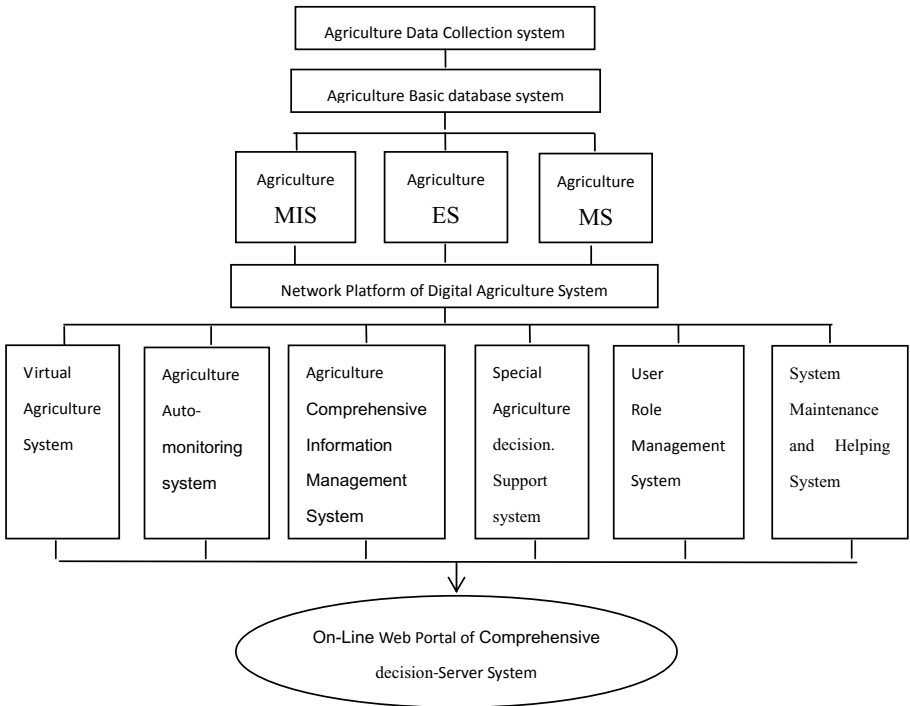 Agriculture Data Collection system
Agriculture Basic database system
Agriculture
MIS
Agriculture
ES
Agriculture
MS
Network Platform of Digital Agriculture System
Virtual
Agriculture
System
Agriculture
Auto-
monitoring
system
Agriculture
Comprehensive
Information
Management
System
Special
Agriculture
decision.
Support
system
User
Role
Management
System
System
Maintenance
and Helping
System
On-Line Web Portal of Comprehensive
decision-Server System